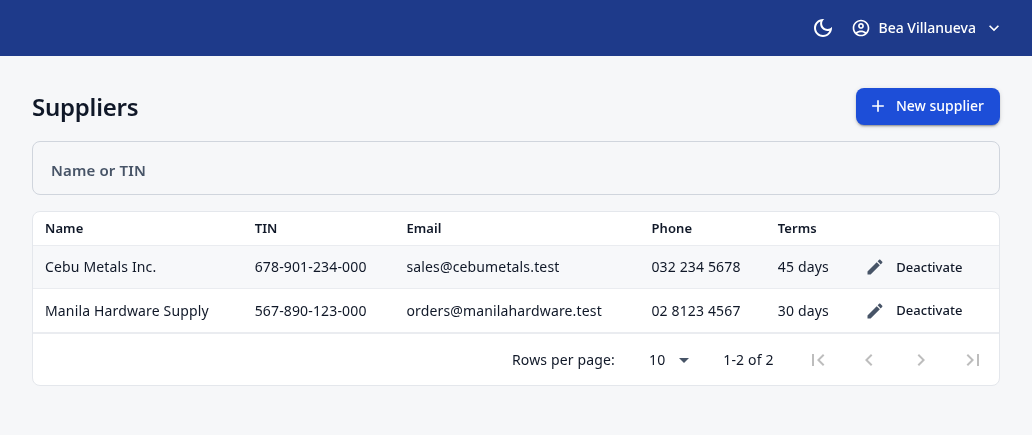 Bea Villanueva
Suppliers
New supplier
Name or TIN
Name TIN Email Phone Terms
Cebu Metals Inc. 678-901-234-000 sales@cebumetals.test 032 234 5678 45 days Deactivate
Manila Hardware Supply 567-890-123-000 orders@manilahardware.test 02 8123 4567 30 days Deactivate
Rows per page: 10 1-2 of 2